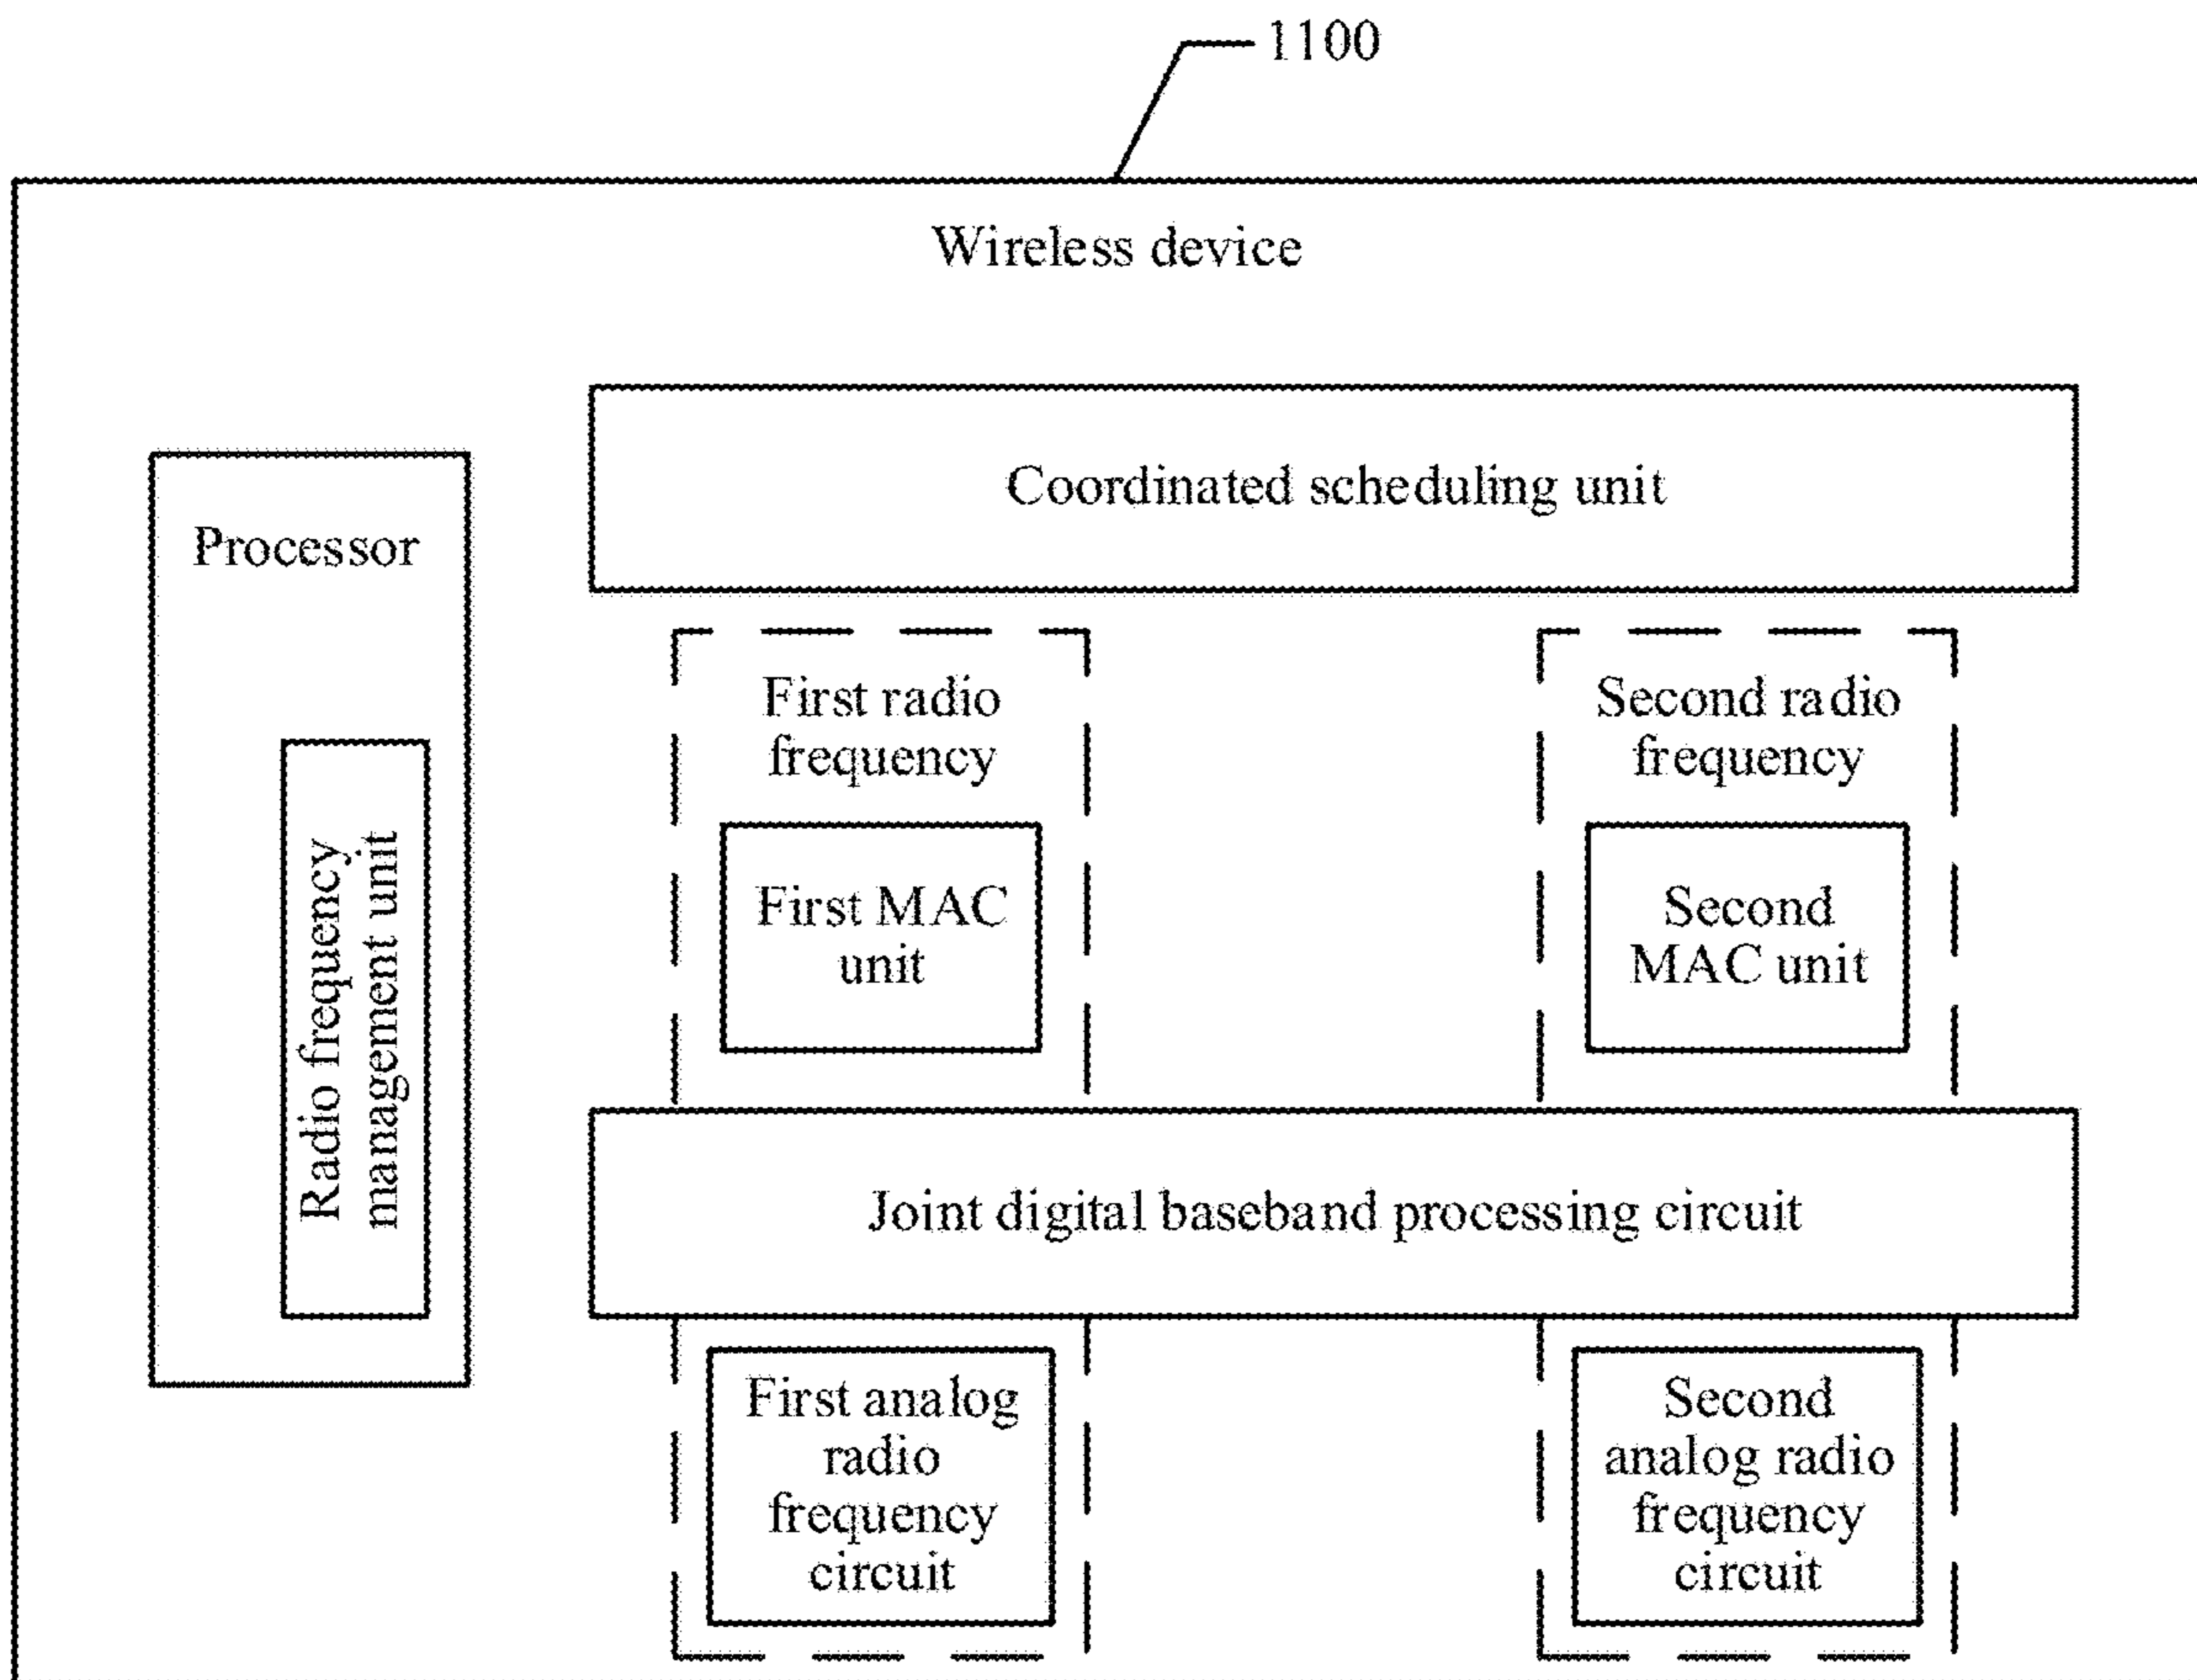 1100
Wireless device
Coordinated scheduling unit
Processor
Radio frequency
management unit
First radio
frequency
Second radio
frequency
First MAC
unit
Second
MAC unit
Joint digital baseband processing circuit
First analog
radio
frequency
circuit
Second
analog radio
frequency
circuit